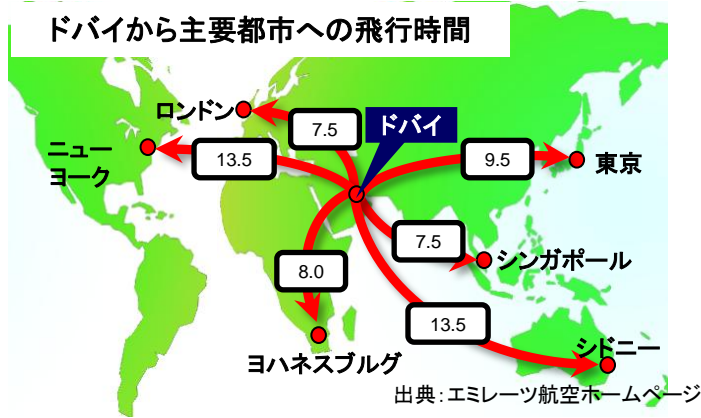 ドバイから主要都市への飛行時間
ロンドン
7.5
ドバイ
ニュー
ヨーク
13.5
9.5
東京
7.5
シンガポール
8.0
13.5
ヨハネスブルグ
シドニー
出典：エミレーツ航空ホームページ